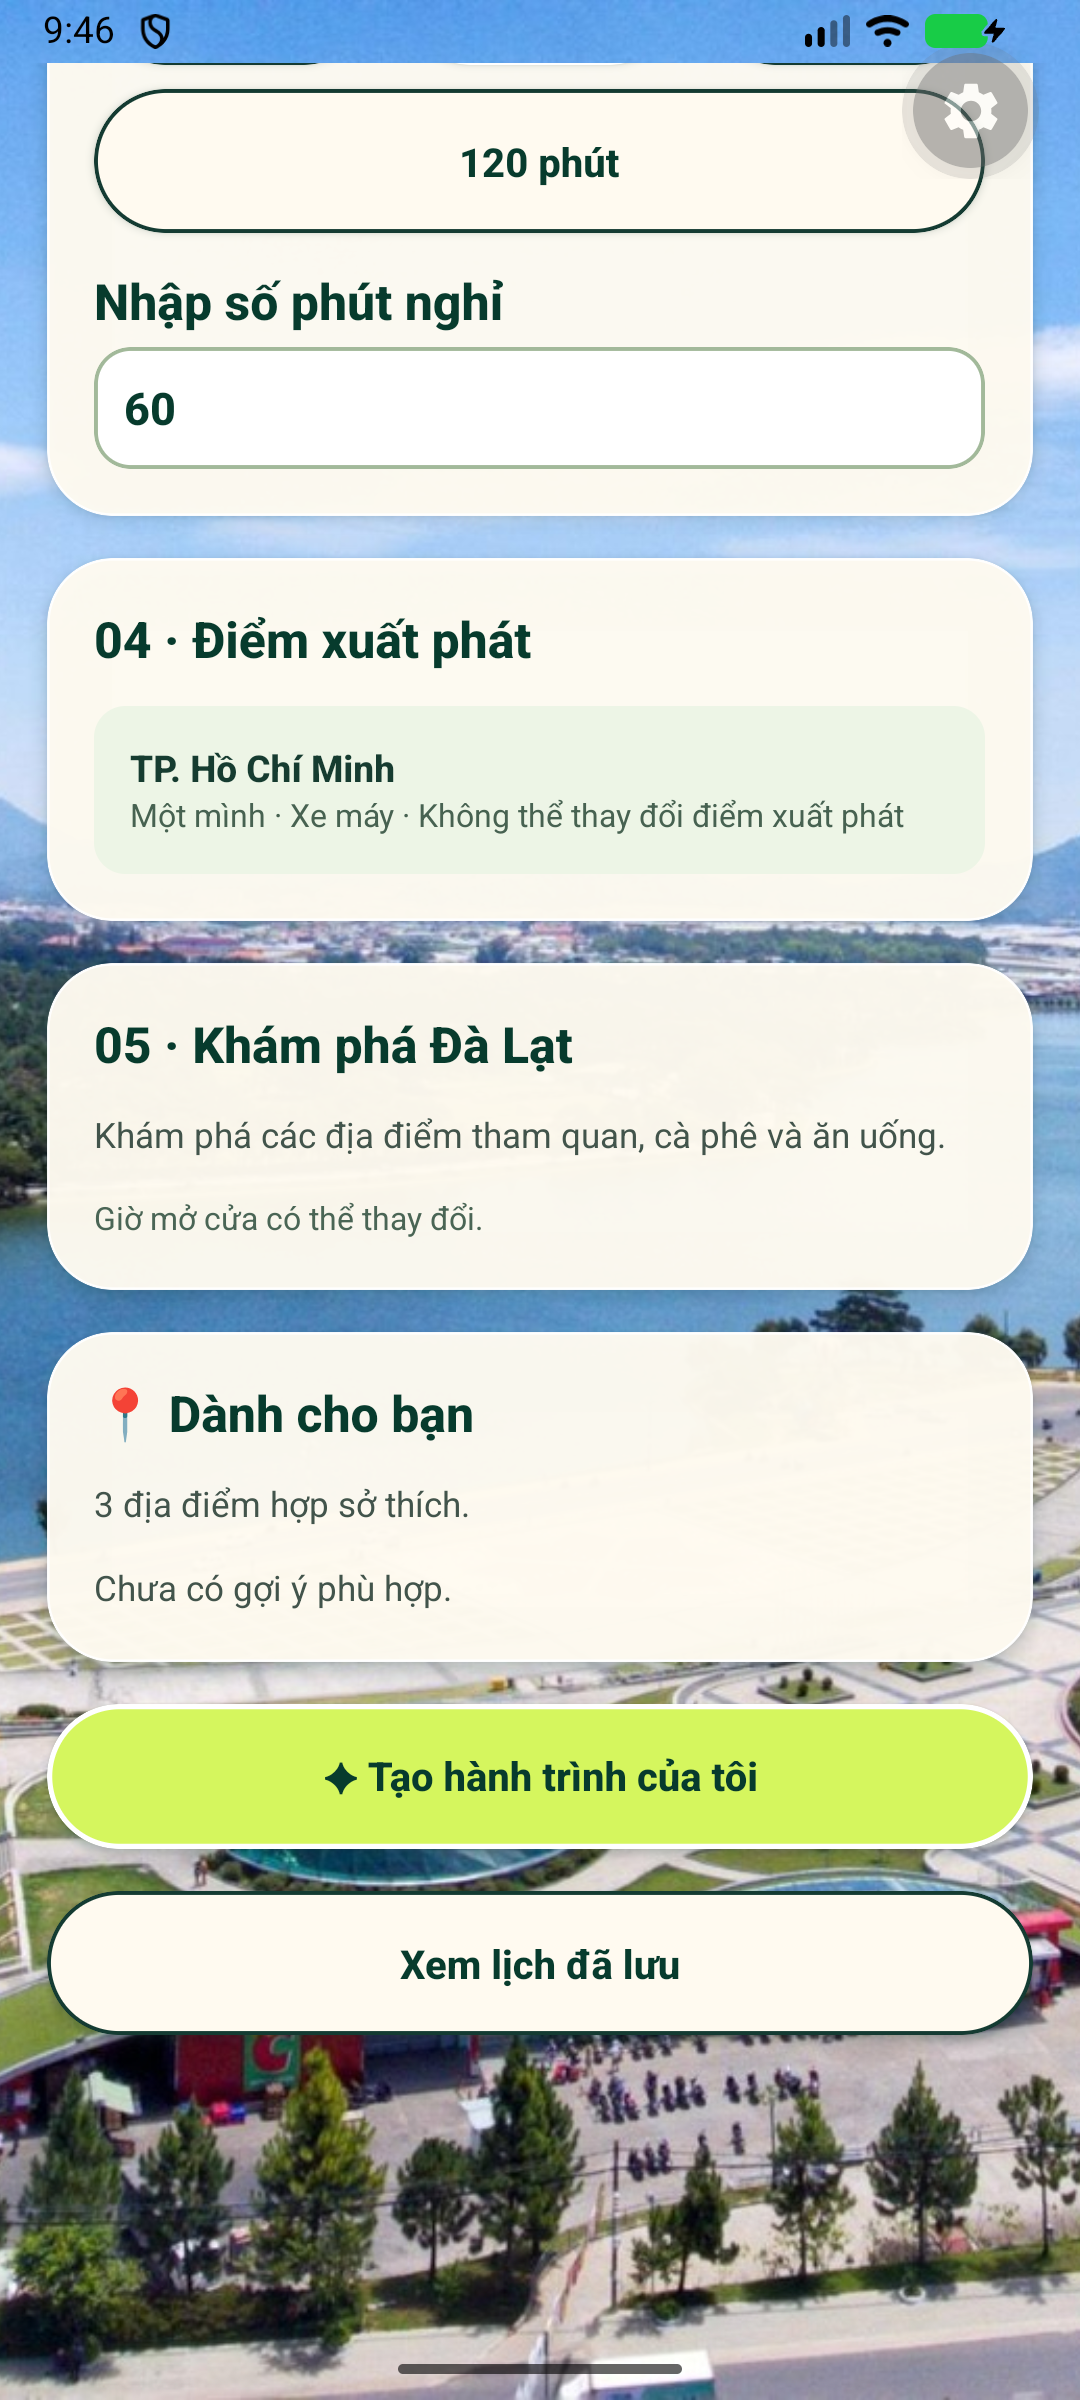 9:46
120 phút
Nhập số phút nghỉ
60
04 · Điểm xuất phát
TP. Hồ Chí Minh
Một mình · Xe máy · Không thể thay đổi điểm xuất phát
05 · Khám phá Đà Lạt
Khám phá các địa điểm tham quan, cà phê và ăn uống.
Giờ mở cửa có thể thay đổi.
📍 Dành cho bạn
3 địa điểm hợp sở thích.
Chưa có gợi ý phù hợp.
✦ Tạo hành trình của tôi
Xem lịch đã lưu